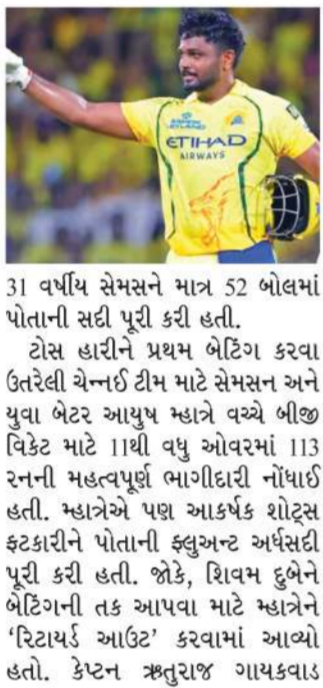 ETIHAD
AIRWAYS
31 વર્ષીય સેમસને માત્ર 52 બોલમાં
પોતાની સદી પૂરી કરી હતી.
ટોસ હારીને પ્રથમ બેટિંગ કરવા
ઉતરેલી ચેન્નઈ ટીમ માટે સેમસન અને
યુવા બેટર આયુષ મ્હાત્રે વચ્ચે બીજી
વિકેટ માટે 11થી વધુ ઓવરમાં 113
રનની મહત્વપૂર્ણ ભાગીદારી નોંધાઈ
હતી. મ્હાત્રેએ પણ આકર્ષક શોટ્સ
ફટકારીને પોતાની ફ્લુઅન્ટ અર્ધસદી
પૂરી કરી હતી. જોકે, શિવમ દુબેને
બેટિંગની તક આપવા માટે મ્હાત્રેને
‘રિટાયર્ડ આઉટ’ કરવામાં આવ્યો
હતો. કેપ્ટન ઋતુરાજ ગાયકવાડ